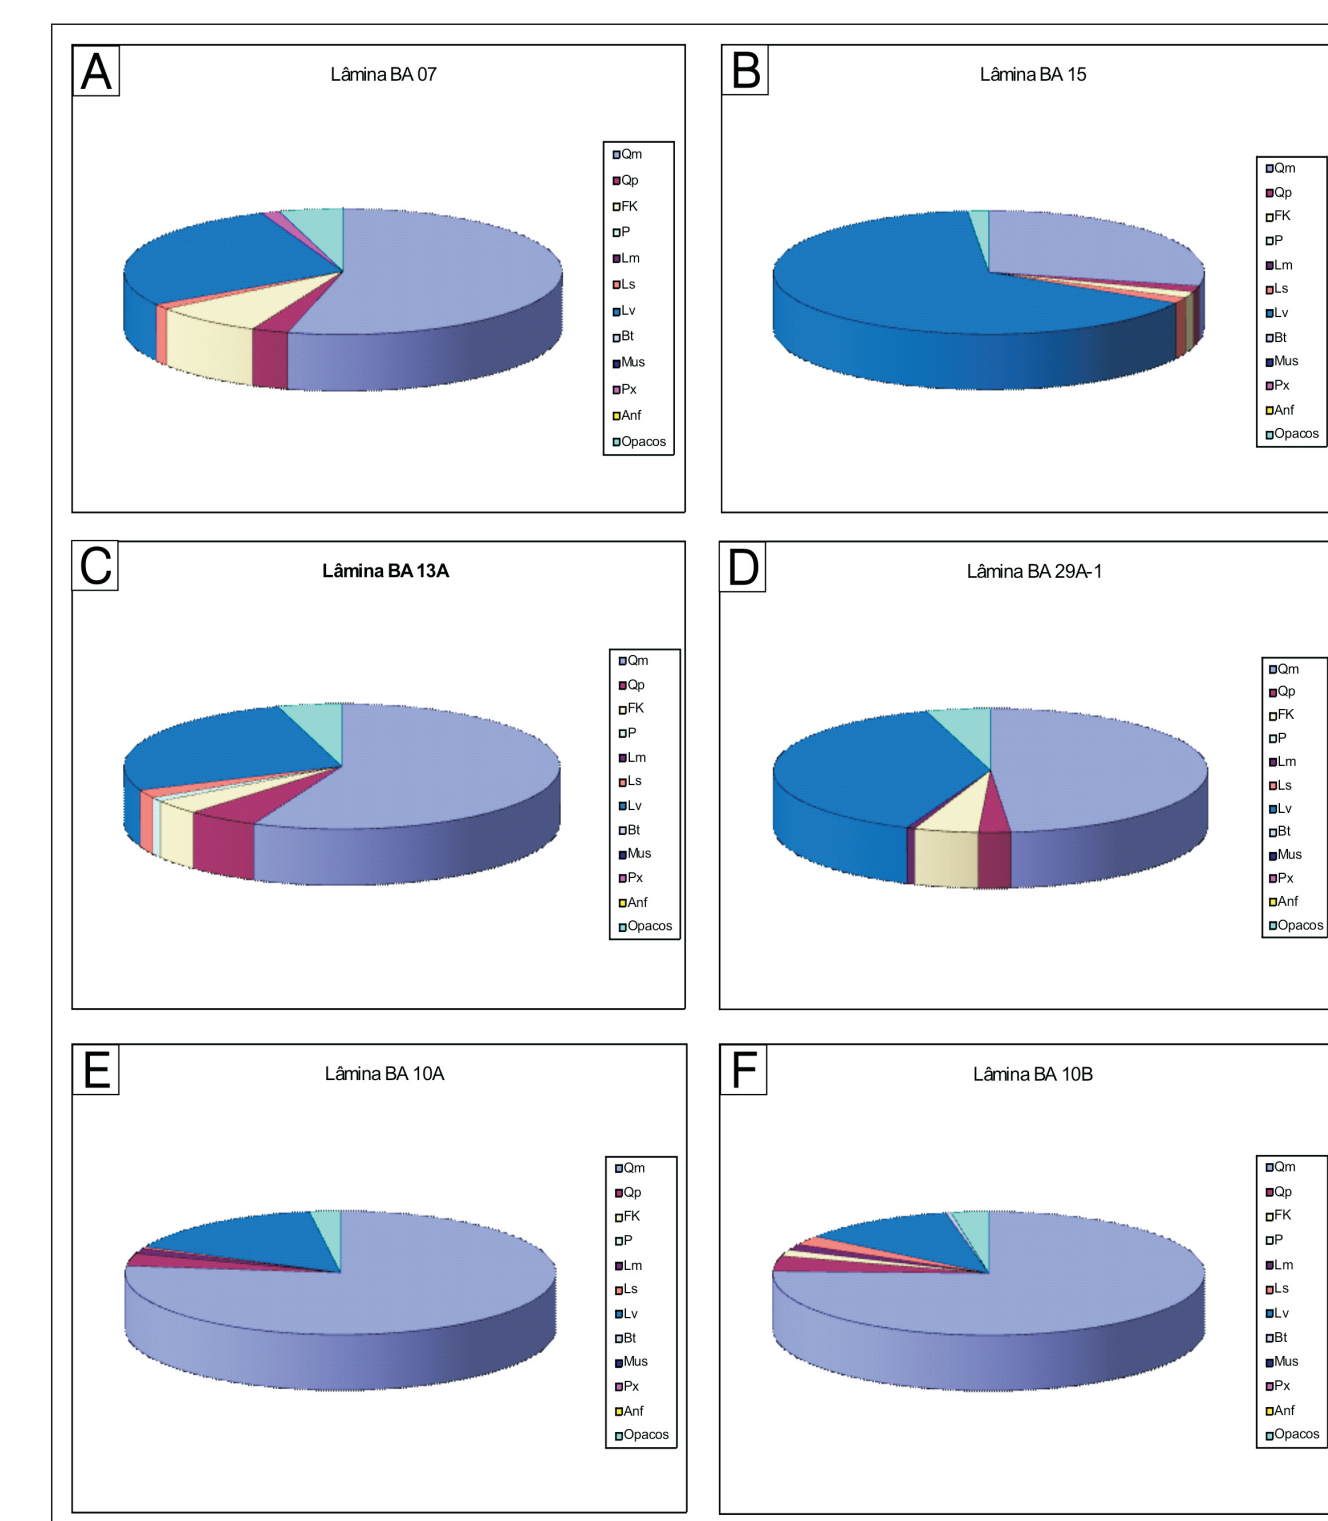 A
Lâmina BA 07
Qm
Qp
FK
P
Lm
Ls
Lv
Bt
Mus
Px
Anf
Opacos
B
Lâmina BA 15
Qm
Qp
FK
P
Lm
Ls
Lv
Bt
Mus
Px
Anf
Opacos
C
Lâmina BA 13A
Qm
Qp
FK
P
Lm
Ls
Lv
Bt
Mus
Px
Anf
Opacos
D
Lâmina BA 29A-1
Qm
Qp
FK
P
Lm
Ls
Lv
Bt
Mus
Px
Anf
Opacos
E
Lâmina BA 10A
Qm
Qp
FK
P
Lm
Ls
Lv
Bt
Mus
Px
Anf
Opacos
F
Lâmina BA 10B
Qm
Qp
FK
P
Lm
Ls
Lv
Bt
Mus
Px
Anf
Opacos